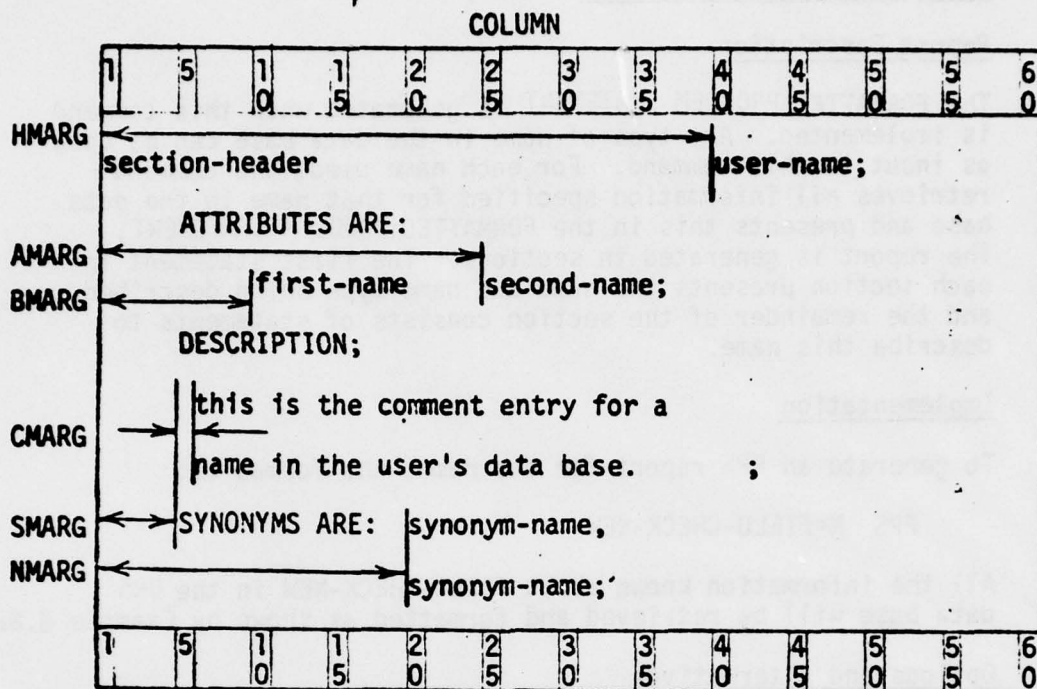 COLUMN
1 5 10 15 20 25 30 35 40 45 50 55 60
HMARG
section-header user-name;
ATTRIBUTES ARE:
AMARG
BMARG first-name second-name;
DESCRIPTION;
this is the comment entry for a
CMARG
name in the user's data base. ;
SMARG SYNONYMS ARE: synonym-name,
NMARG
synonym-name;
1 5 10 15 20 25 30 35 40 45 50 55 60